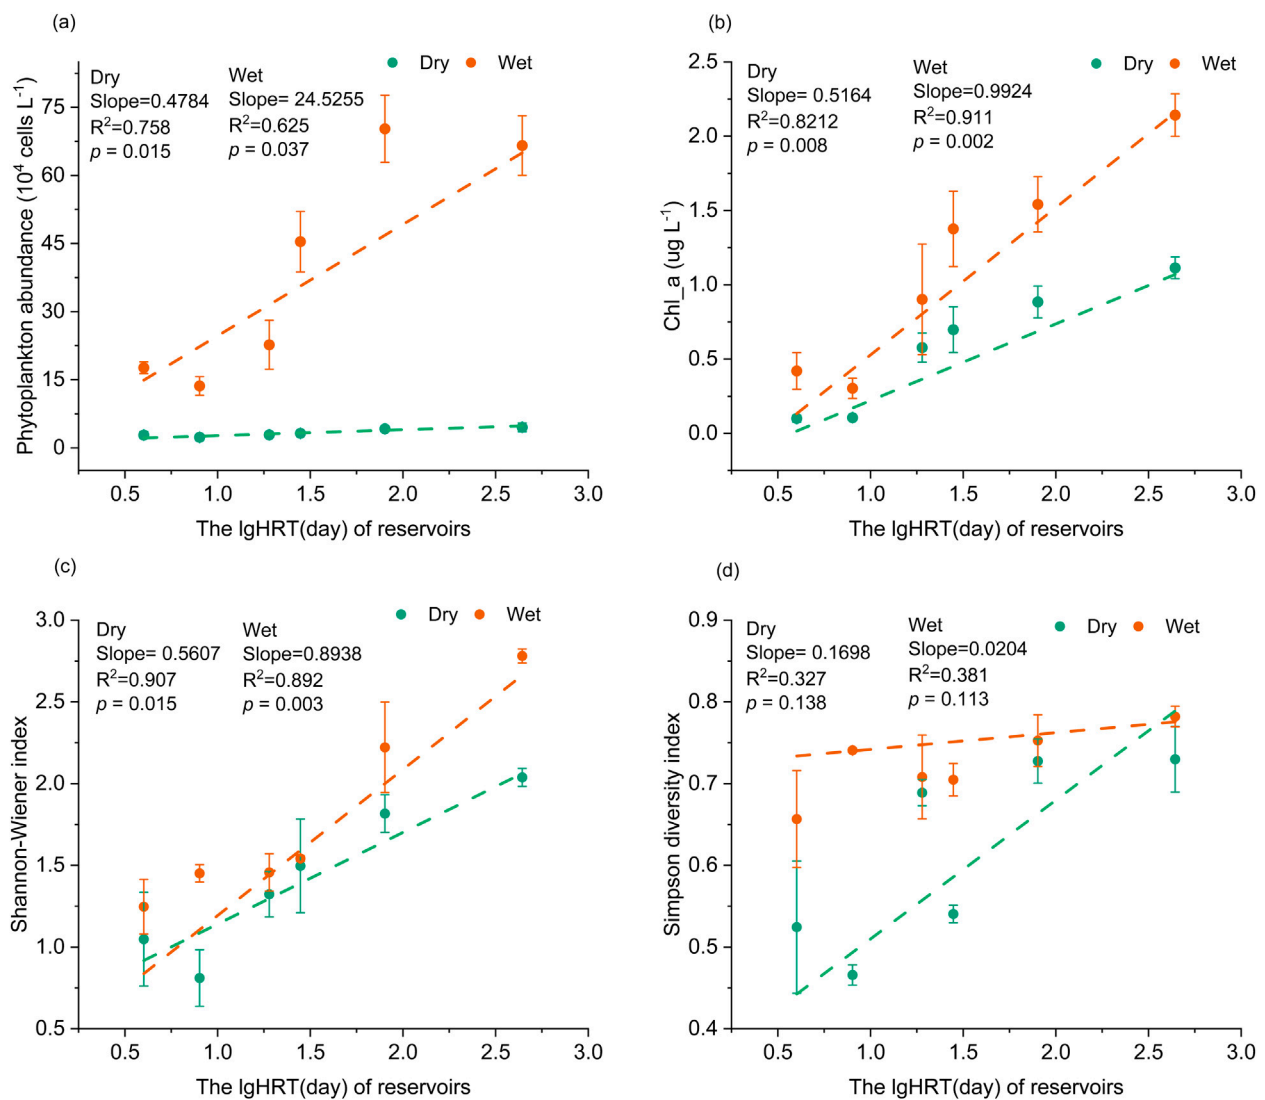 (a)
Dry
Slope=0.4784
R²=0.758
p = 0.015
Wet
Slope= 24.5255
R²=0.625
p = 0.037
Dry
Wet
Phytoplankton abundance (10⁴ cells L⁻¹)
75
60
45
30
15
0
0.5 1.0 1.5 2.0 2.5 3.0
The lgHRT(day) of reservoirs
(b)
Dry
Slope= 0.5164
R²=0.8212
p = 0.008
Wet
Slope=0.9924
R²=0.911
p = 0.002
Dry
Wet
Chl_a (ug L⁻¹)
2.5
2.0
1.5
1.0
0.5
0.0
0.5 1.0 1.5 2.0 2.5 3.0
The lgHRT(day) of reservoirs
(c)
Dry
Slope= 0.5607
R²=0.907
p = 0.015
Wet
Slope=0.8938
R²=0.892
p = 0.003
Dry
Wet
Shannon-Wiener index
3.0
2.5
2.0
1.5
1.0
0.5
0.5 1.0 1.5 2.0 2.5 3.0
The lgHRT(day) of reservoirs
(d)
Dry
Slope= 0.1698
R²=0.327
p = 0.138
Wet
Slope=0.0204
R²=0.381
p = 0.113
Dry
Wet
Simpson diversity index
0.9
0.8
0.7
0.6
0.5
0.4
0.5 1.0 1.5 2.0 2.5 3.0
The lgHRT(day) of reservoirs